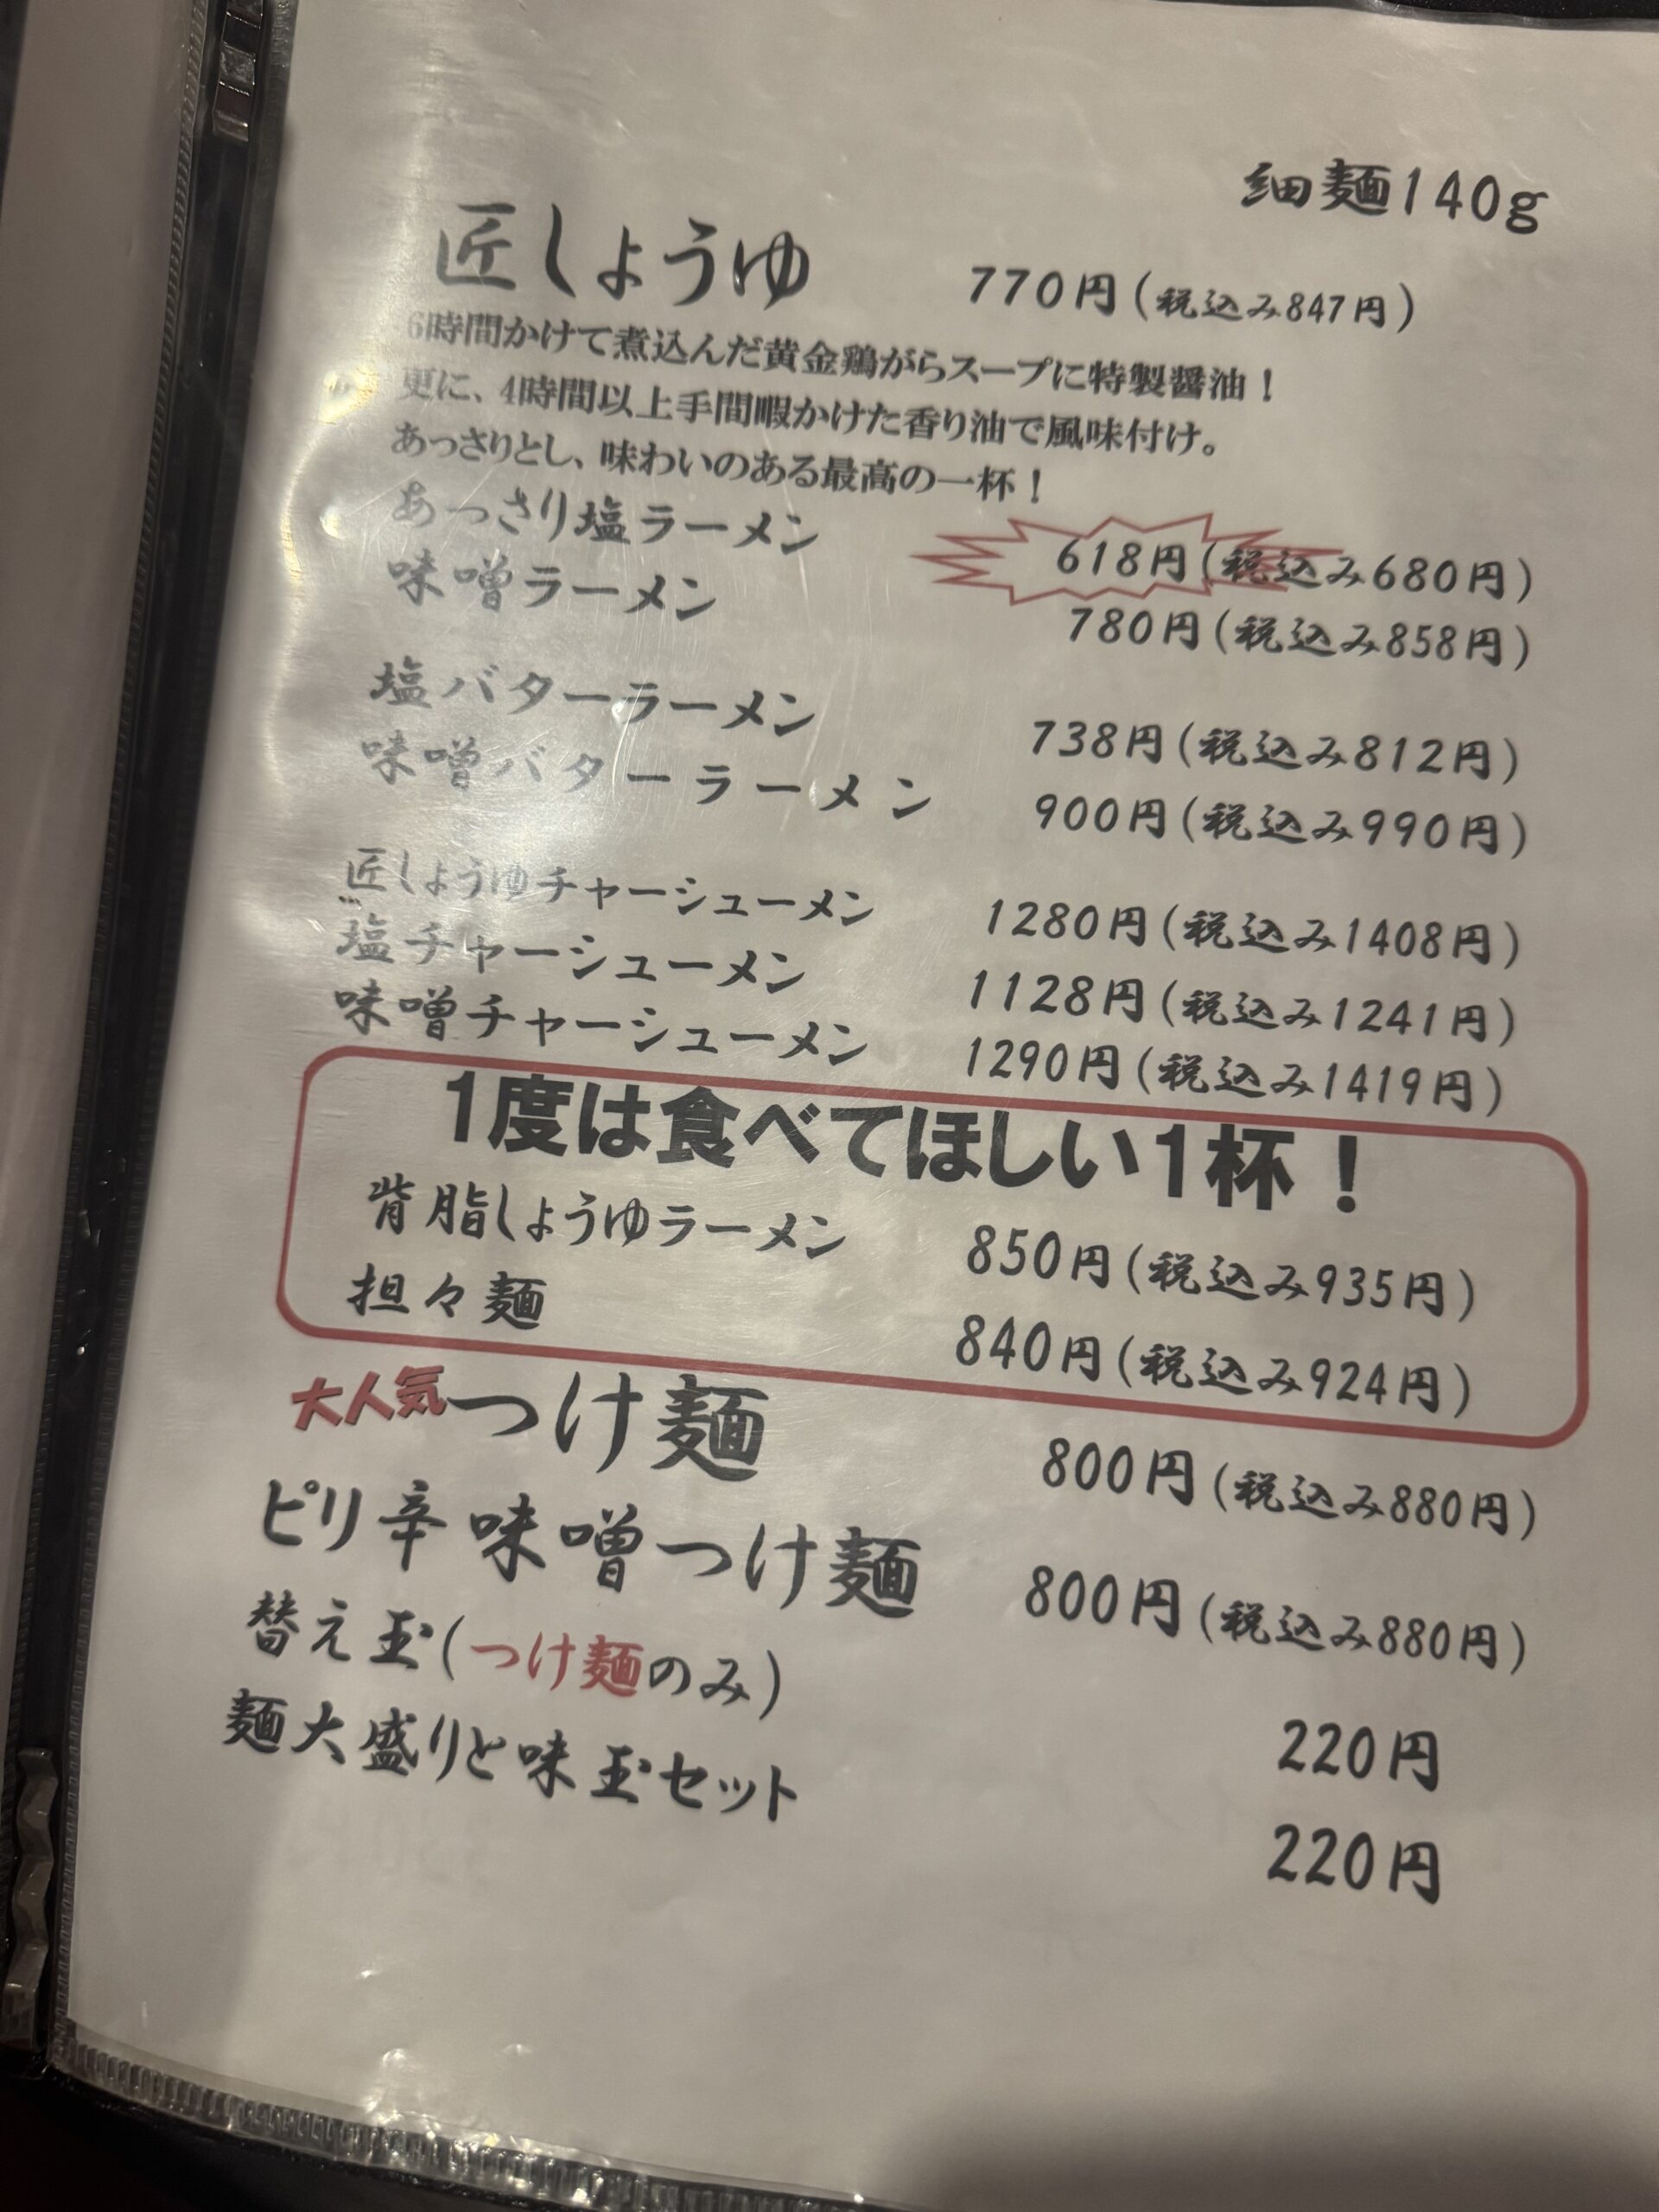 細麺140g
匠しょうゆ 770円(税込み847円)
6時間かけて煮込んだ黄金鶏がらスープに特製醤油!
更に、4時間以上手間暇かけた香り油で風味付け。
あっさりとし、味わいのある最高の一杯!
あっさり塩ラーメン 618円(税込み680円)
味噌ラーメン 780円(税込み858円)
塩バターラーメン 738円(税込み812円)
味噌バターラーメン 900円(税込み990円)
匠しょうゆチャーシューメン 1280円(税込み1408円)
塩チャーシューメン 1128円(税込み1241円)
味噌チャーシューメン 1290円(税込み1419円)
1度は食べてほしい1杯!
背脂しょうゆラーメン 850円(税込み935円)
担々麺 840円(税込み924円)
大人気つけ麺 800円(税込み880円)
ピリ辛味噌つけ麺 800円(税込み880円)
替え玉(つけ麺のみ) 220円
麺大盛りと味玉セット 220円